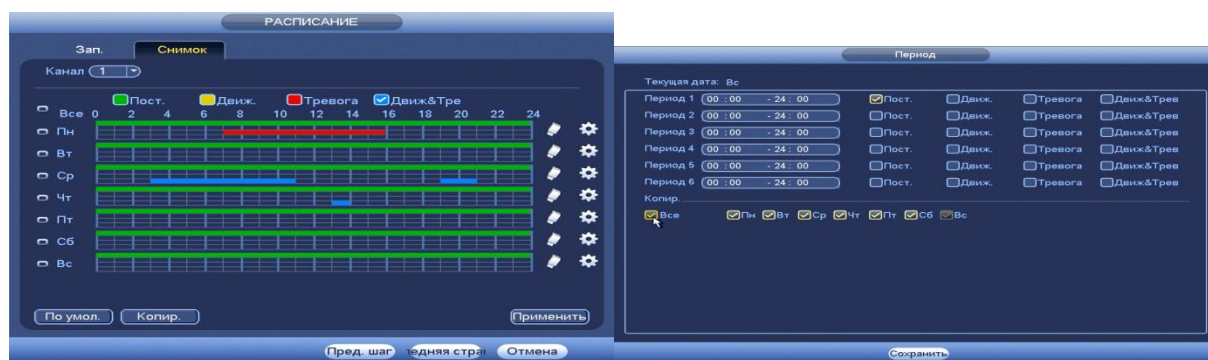 РАСПИСАНИЕ
Зап. Снимок
Канал 1
Пост. Движ. Тревога Движ&Тре
Все 0 2 4 6 8 10 12 14 16 18 20 22 24
Пн
Вт
Ср
Чт
Пт
Сб
Вс
По умол. Копир. Применить
Пред. шаг едняя стра Отмена
Период
Текущая дата: Вс
Период 1 00 : 00 - 24 : 00 Пост. Движ. Тревога Движ&Трев
Период 2 00 : 00 - 24 : 00 Пост. Движ. Тревога Движ&Трев
Период 3 00 : 00 - 24 : 00 Пост. Движ. Тревога Движ&Трев
Период 4 00 : 00 - 24 : 00 Пост. Движ. Тревога Движ&Трев
Период 5 00 : 00 - 24 : 00 Пост. Движ. Тревога Движ&Трев
Период 6 00 : 00 - 24 : 00 Пост. Движ. Тревога Движ&Трев
Копир.
Все Пн Вт Ср Чт Пт Сб Вс
Сохранить